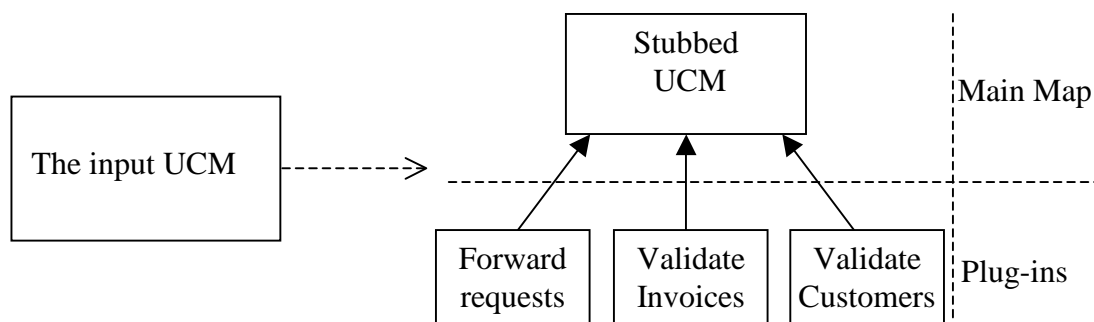 Stubbed
UCM
Main Map
The input UCM
Forward
requests
Validate
Invoices
Validate
Customers
Plug-ins